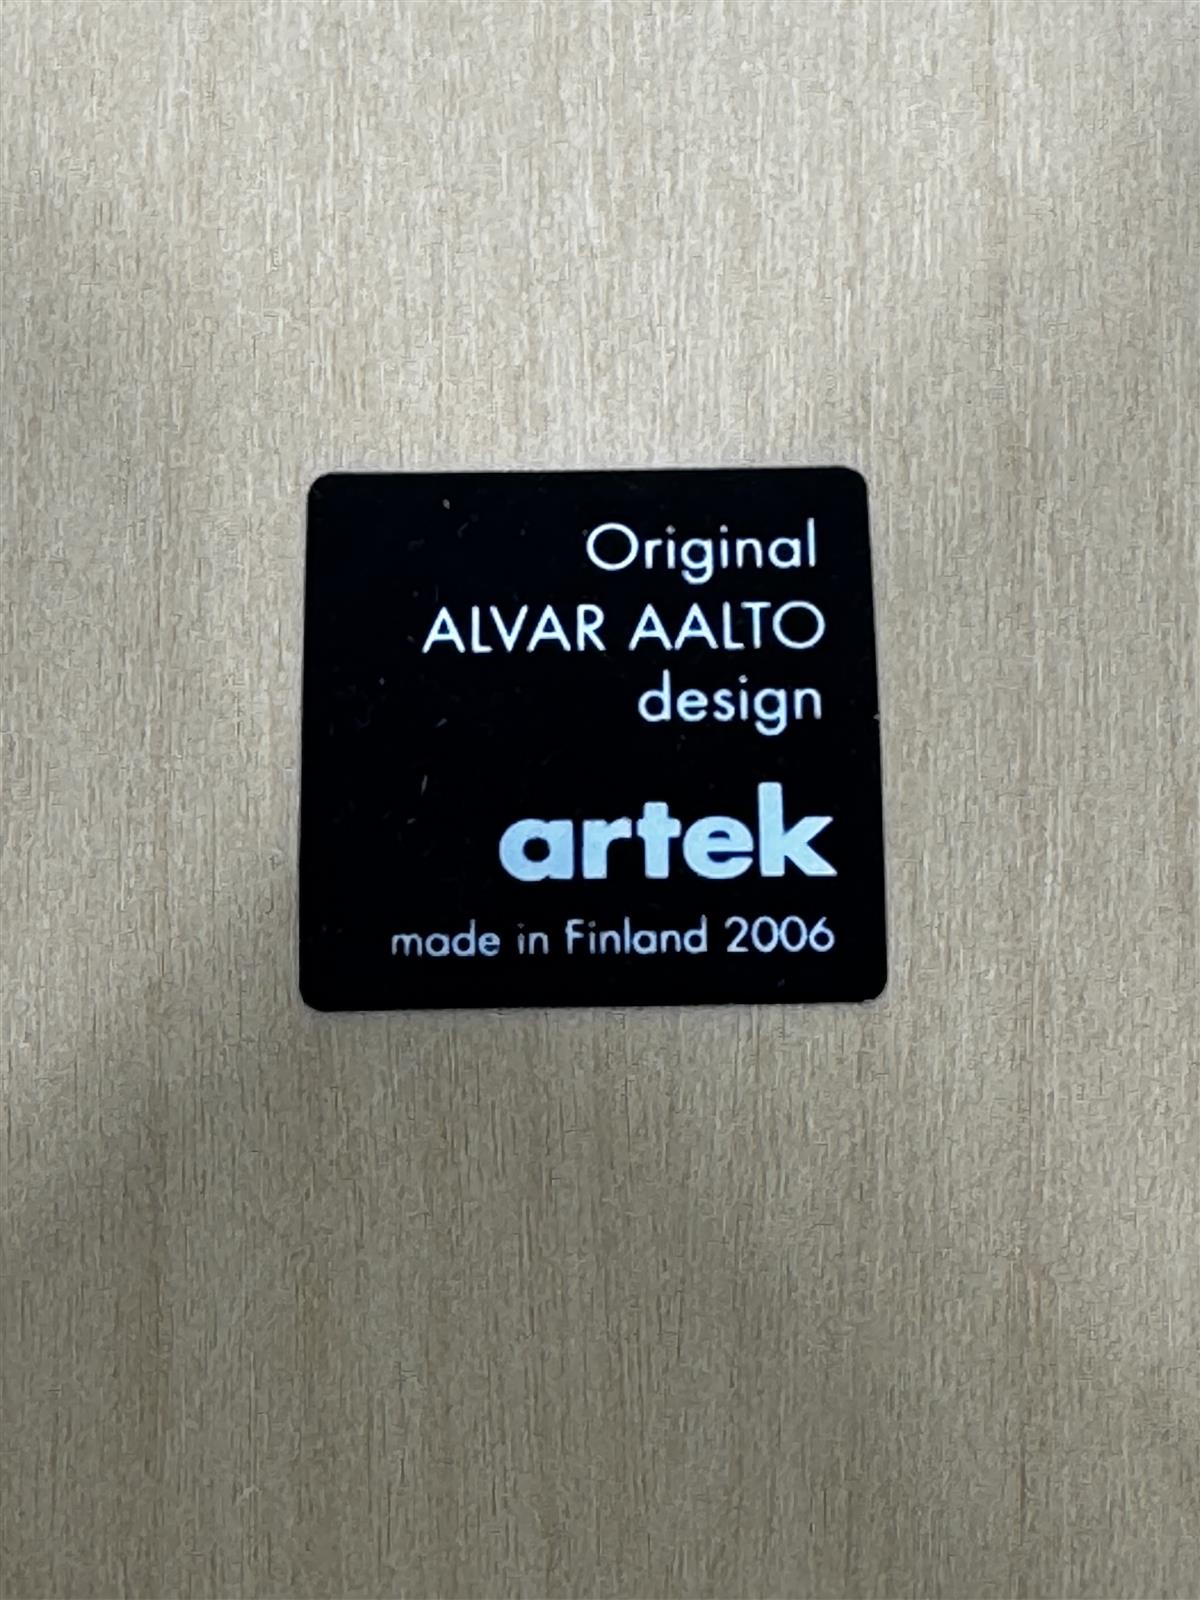 Original
ALVAR AALTO
design
artek
made in Finland 2006